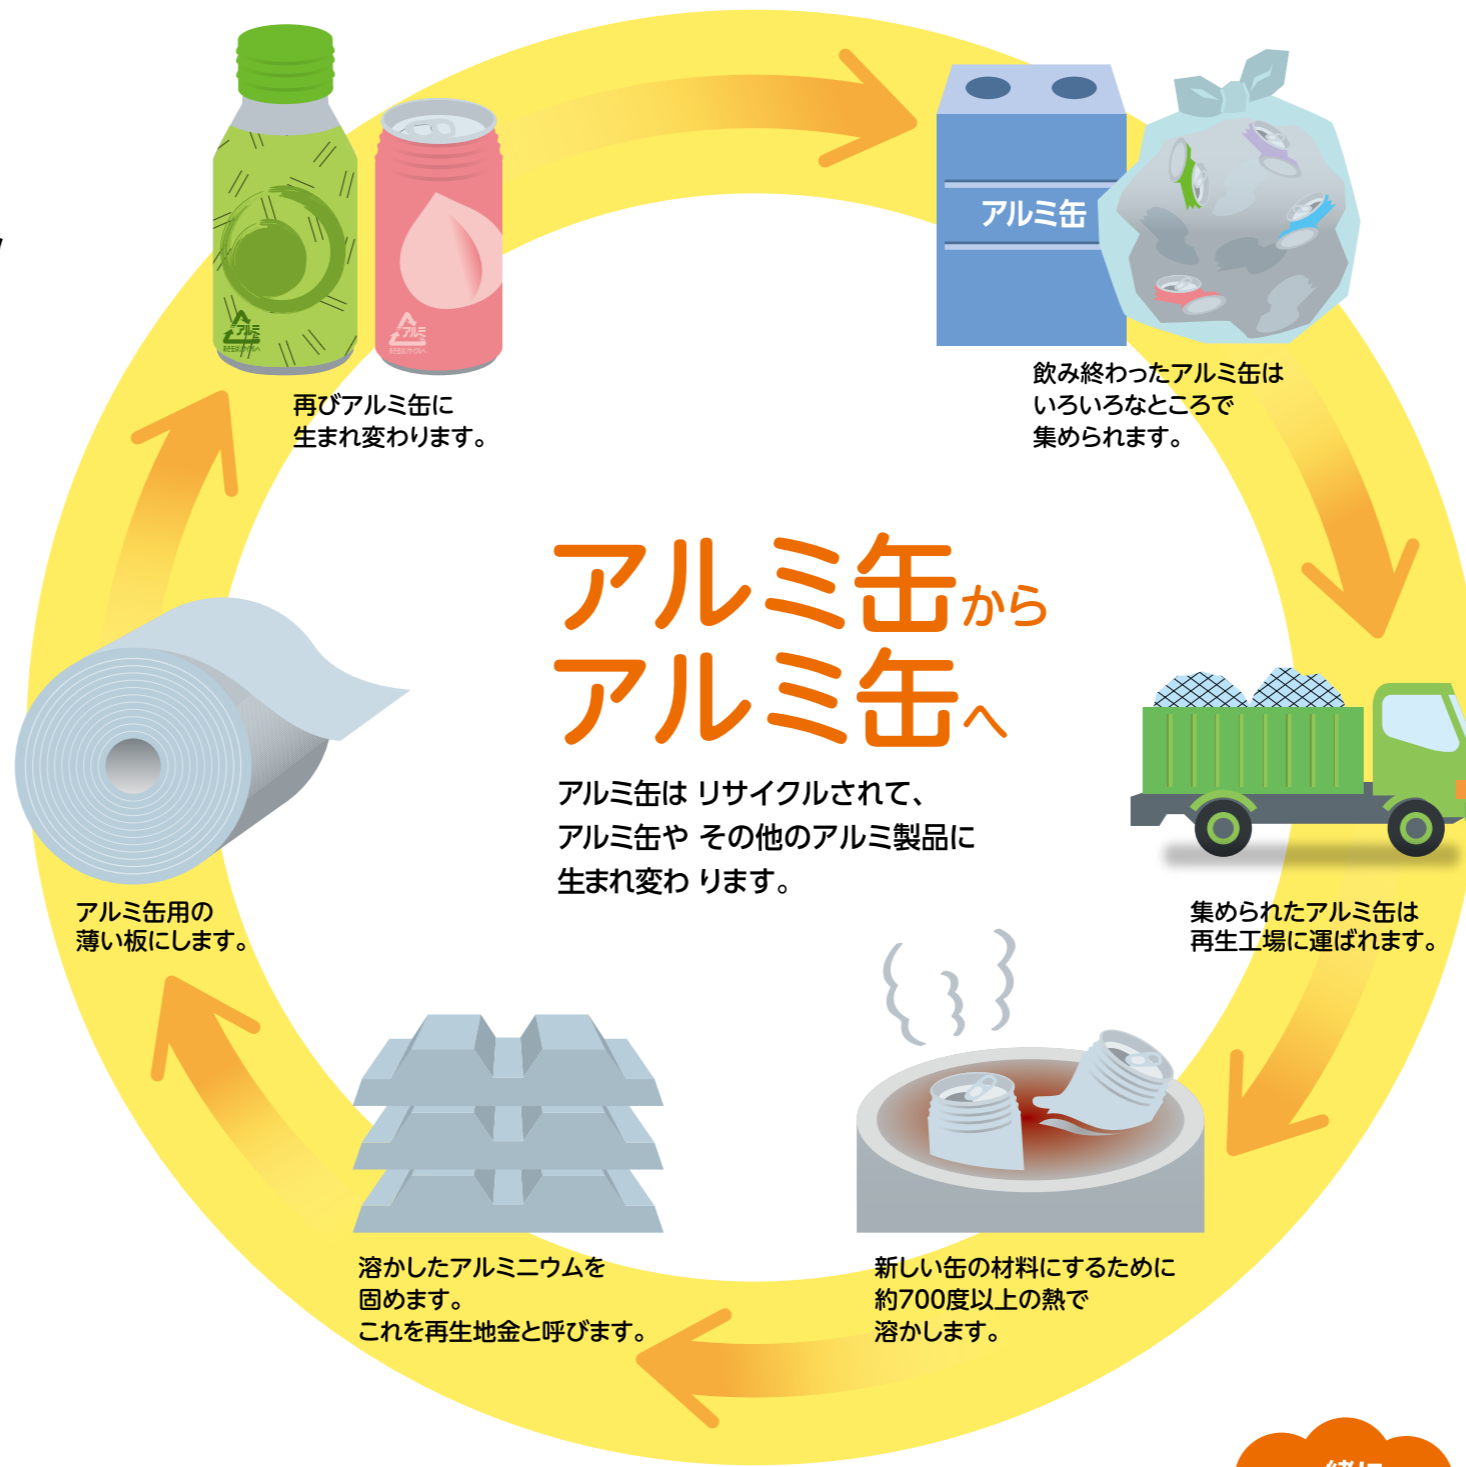 アルミ缶
アルミ
アルミ
再びアルミ缶に
生まれ変わります。
飲み終わったアルミ缶は
いろいろなところで
集められます。
アルミ缶から
アルミ缶へ
アルミ缶は リサイクルされて、
アルミ缶や その他のアルミ製品に
生まれ変わ ります。
集められたアルミ缶は
再生工場に運ばれます。
新しい缶の材料にするために
約700度以上の熱で
溶かします。
溶かしたアルミニウムを
固めます。
これを再生地金と呼びます。
アルミ缶用の
薄い板にします。